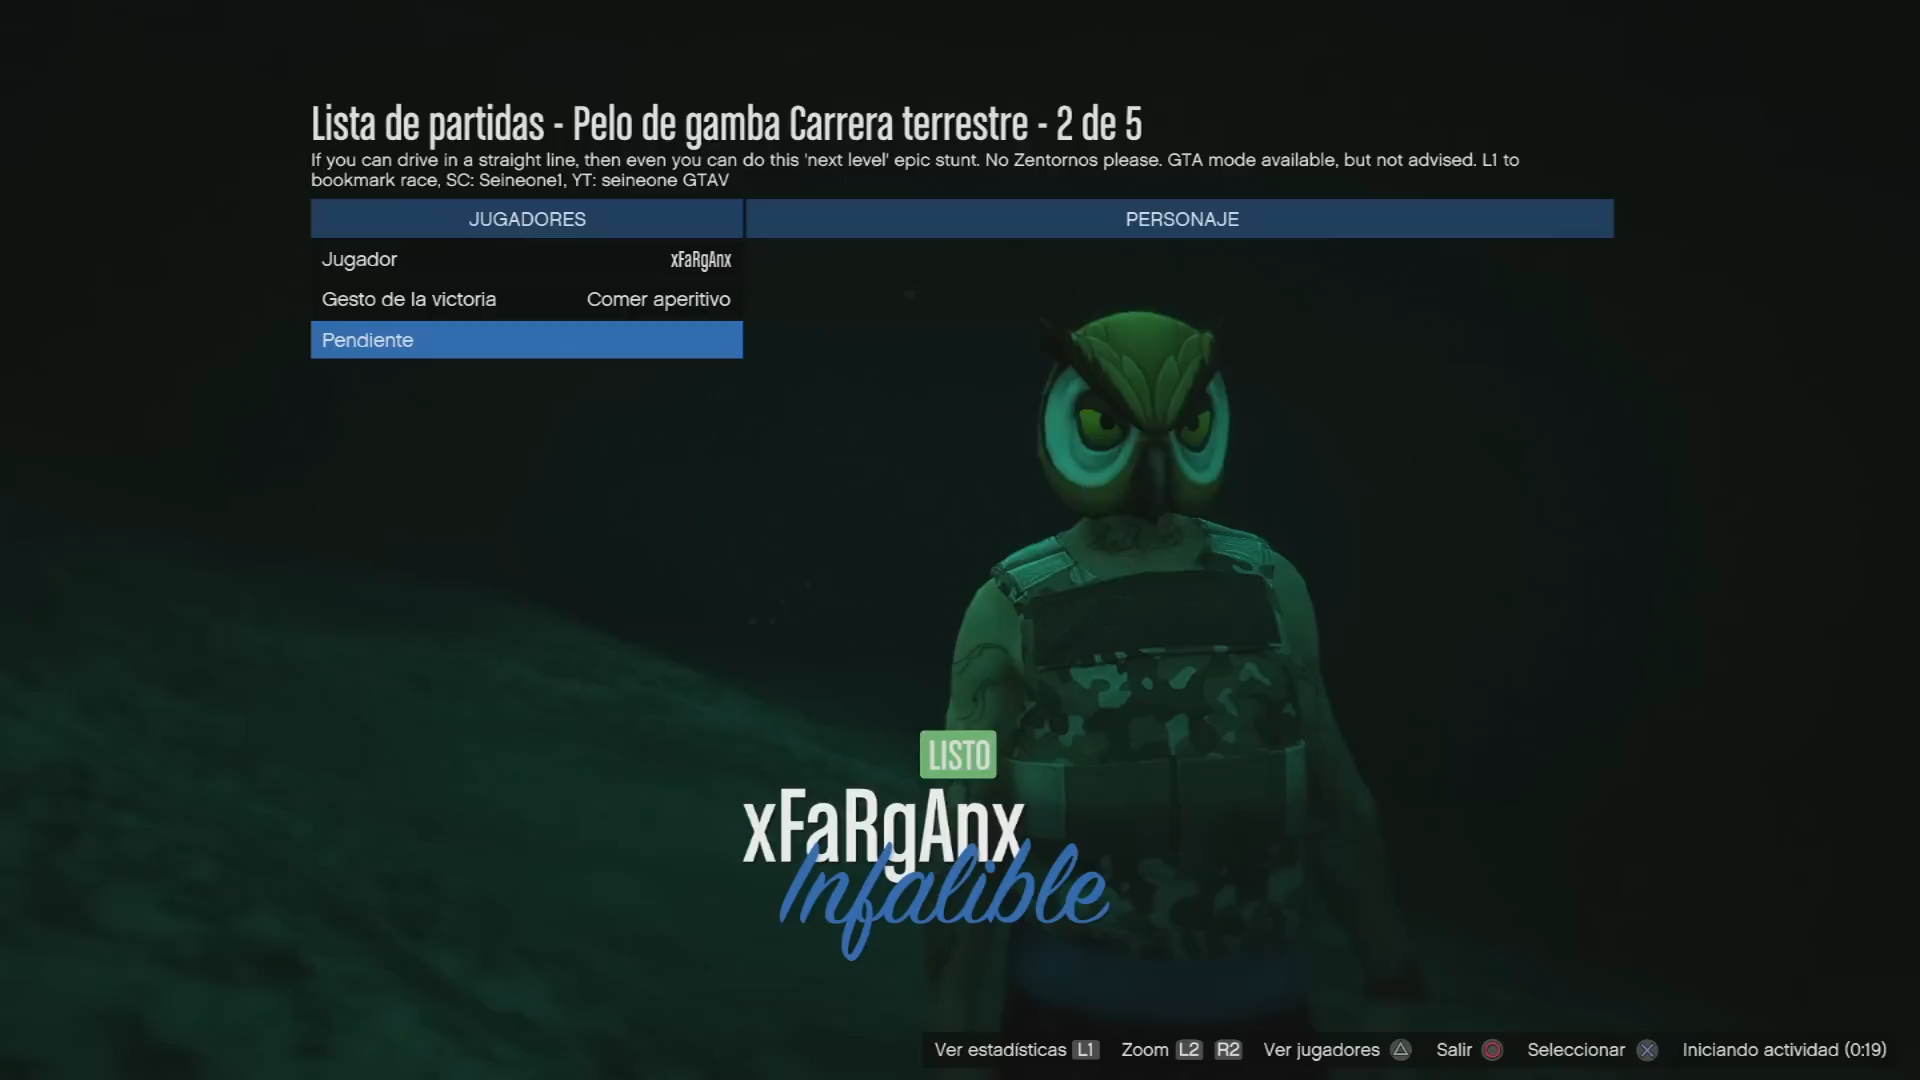 Lista de partidas - Pelo de gamba Carrera terrestre - 2 de 5
If you can drive in a straight line, then even you can do this 'next level' epic stunt. No Zentornos please. GTA mode available, but not advised. L1 to
bookmark race, SC: Seineone1, YT: seineone GTAV
JUGADORES PERSONAJE
Jugador xFaRgAnx
Gesto de la victoria Comer aperitivo
Pendiente
LISTO
xFaRgAnx
Infalible
Ver estadísticas L1 Zoom L2 R2 Ver jugadores Salir Seleccionar Iniciando actividad (0:19)